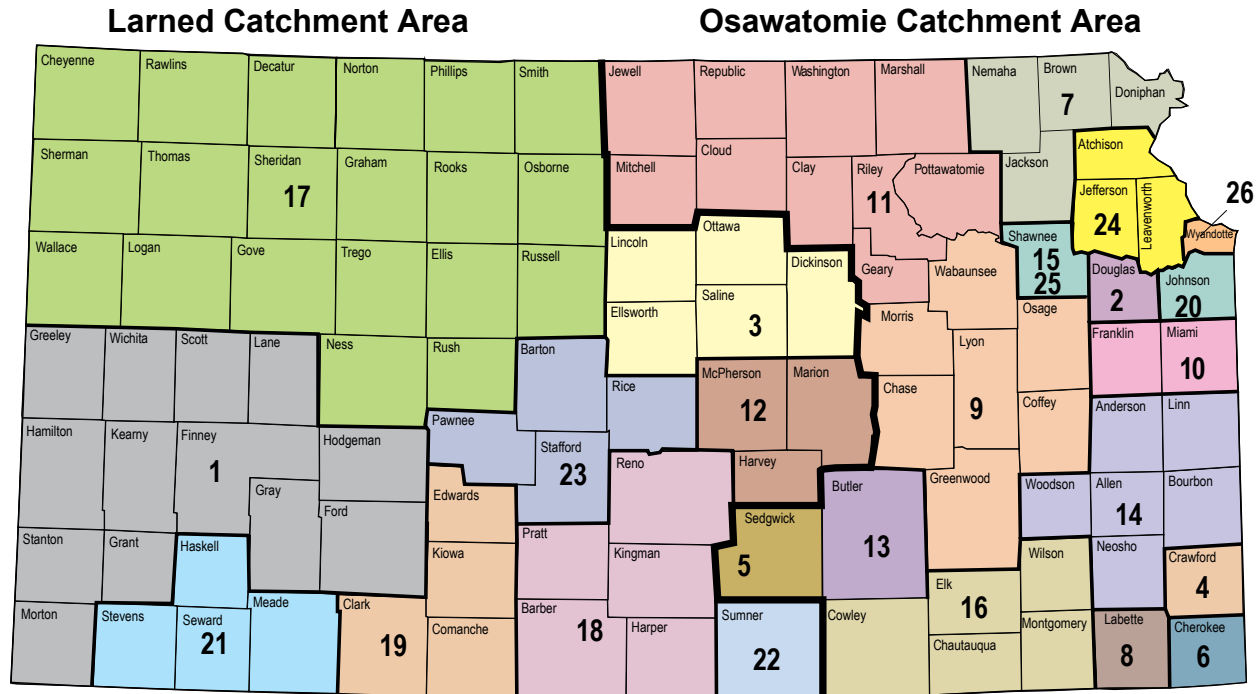 Larned Catchment Area
Osawatomie Catchment Area
Cheyenne
Rawlins
Decatur
Norton
Phillips
Smith
Jewell
Republic
Washington
Marshall
Nemaha
Brown
7
Doniphan
Sherman
Thomas
Sheridan
17
Graham
Rooks
Osborne
Mitchell
Cloud
Clay
Riley
11
Pottawatomie
Jackson
Atchison
Jefferson
24
Leavenworth
26
Wyandotte
Wallace
Logan
Gove
Trego
Ellis
Russell
Lincoln
Ottawa
Dickinson
Geary
Wabaunsee
Shawnee
15
25
Douglas
2
Johnson
20
Ellsworth
Saline
3
Morris
Lyon
9
Osage
Franklin
Miami
10
Greeley
Wichita
Scott
Lane
Ness
Rush
Barton
Rice
McPherson
12
Marion
Chase
Coffey
Anderson
Linn
Hamilton
Kearny
Finney
1
Hodgeman
Pawnee
Stafford
23
Reno
Harvey
Butler
13
Greenwood
Woodson
Allen
14
Bourbon
Gray
Ford
Edwards
Sedgwick
5
Stanton
Grant
Haskell
Kiowa
Pratt
Kingman
Elk
16
Wilson
Neosho
Crawford
4
Morton
Stevens
Seward
21
Meade
Clark
19
Comanche
Barber
18
Harper
Sumner
22
Cowley
Chautauqua
Montgomery
Labette
8
Cherokee
6